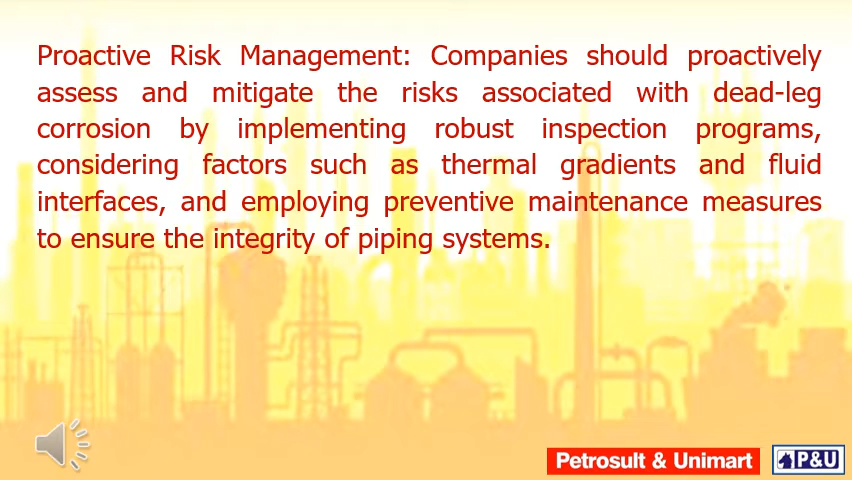 Proactive Risk Management: Companies should proactively
assess and mitigate the risks associated with dead-leg
corrosion by implementing robust inspection programs,
considering factors such as thermal gradients and fluid
interfaces, and employing preventive maintenance measures
to ensure the integrity of piping systems.
Petrosult & Unimart
P&U